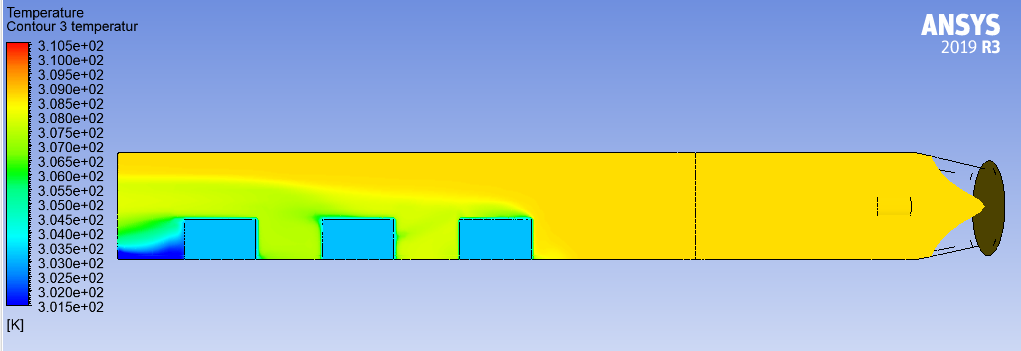 Temperature
Contour 3 temperatur
3.105e+02
3.100e+02
3.095e+02
3.090e+02
3.085e+02
3.080e+02
3.075e+02
3.070e+02
3.065e+02
3.060e+02
3.055e+02
3.050e+02
3.045e+02
3.040e+02
3.035e+02
3.030e+02
3.025e+02
3.020e+02
3.015e+02
[K]
ANSYS
2019 R3